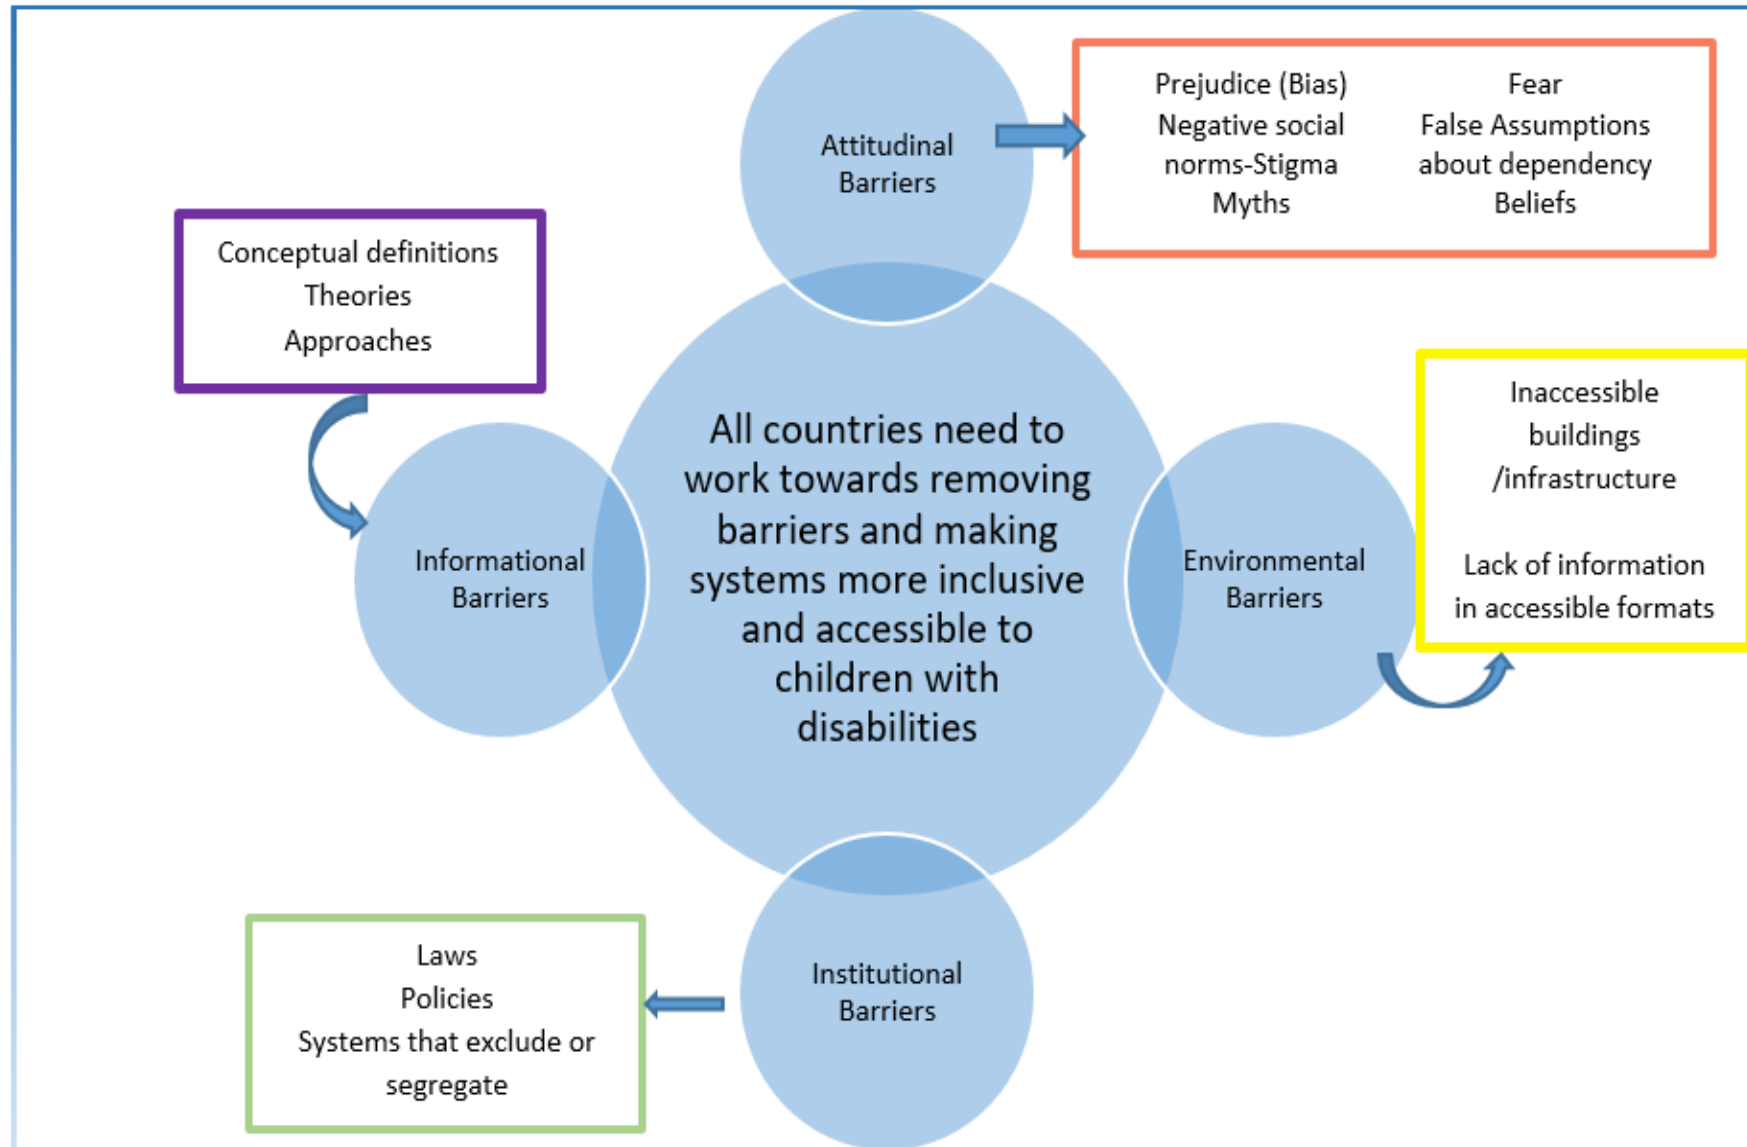 Attitudinal
Barriers
Prejudice (Bias)
Negative social
norms-Stigma
Myths
Fear
False Assumptions
about dependency
Beliefs
Conceptual definitions
Theories
Approaches
Informational
Barriers
All countries need to
work towards removing
barriers and making
systems more inclusive
and accessible to
children with
disabilities
Environmental
Barriers
Inaccessible
buildings
/infrastructure
Lack of information
in accessible formats
Laws
Policies
Systems that exclude or
segregate
Institutional
Barriers